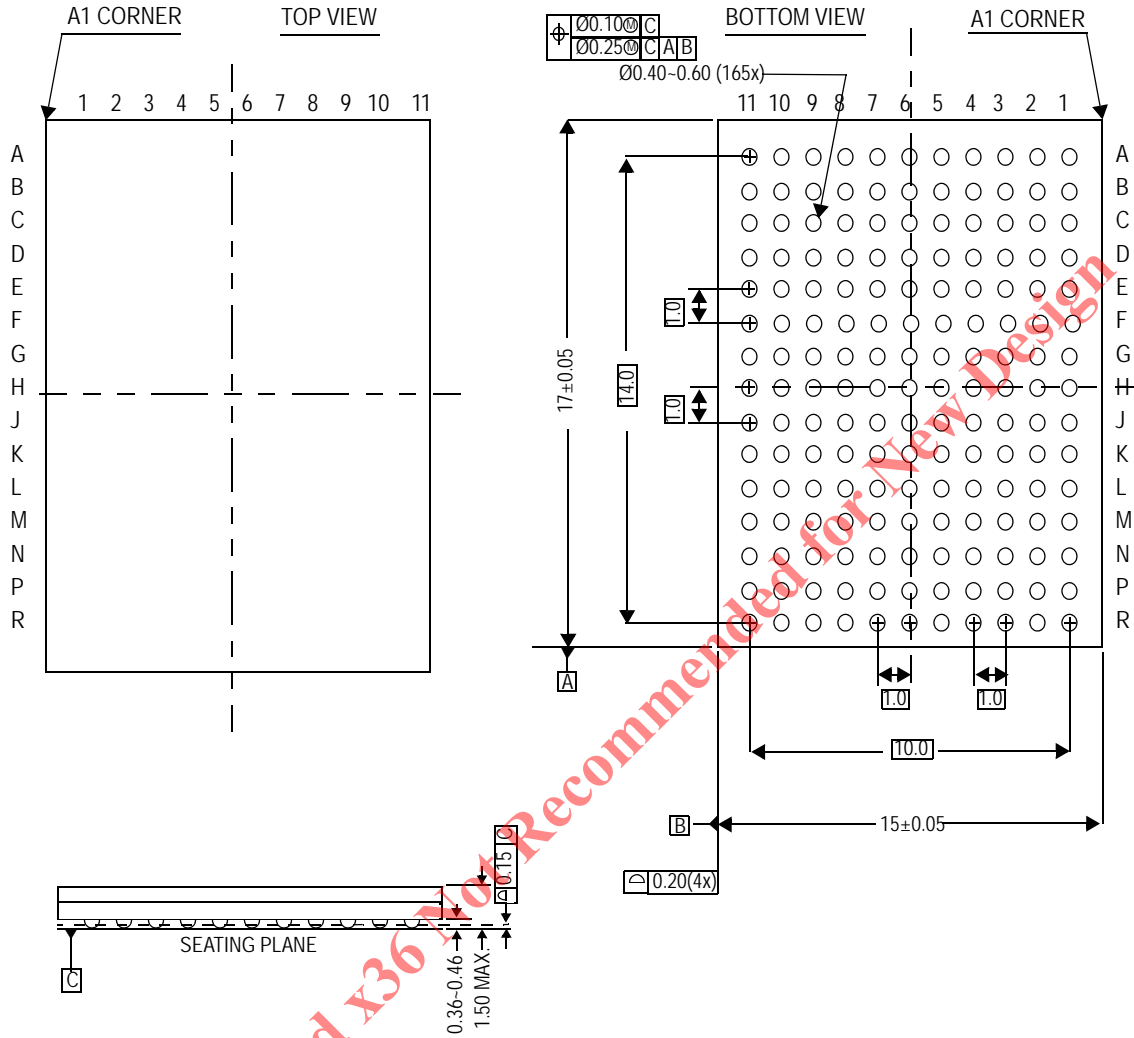 A1 CORNER
TOP VIEW
1 2 3 4 5 6 7 8 9 10 11
A
B
C
D
E
F
G
H
J
K
L
M
N
P
R
Ø0.10Ⓜ C
Ø0.25Ⓜ C A B
Ø0.40~0.60 (165x)
BOTTOM VIEW
A1 CORNER
11 10 9 8 7 6 5 4 3 2 1
A
B
C
D
E
F
G
H
J
K
L
M
N
P
R
17±0.05
14.0
1.0
1.0
A
1.0
1.0
10.0
B
15±0.05
0.20(4x)
0.15 C
SEATING PLANE
C
0.36~0.46
1.50 MAX.
d x36 Not Recommended for New Design